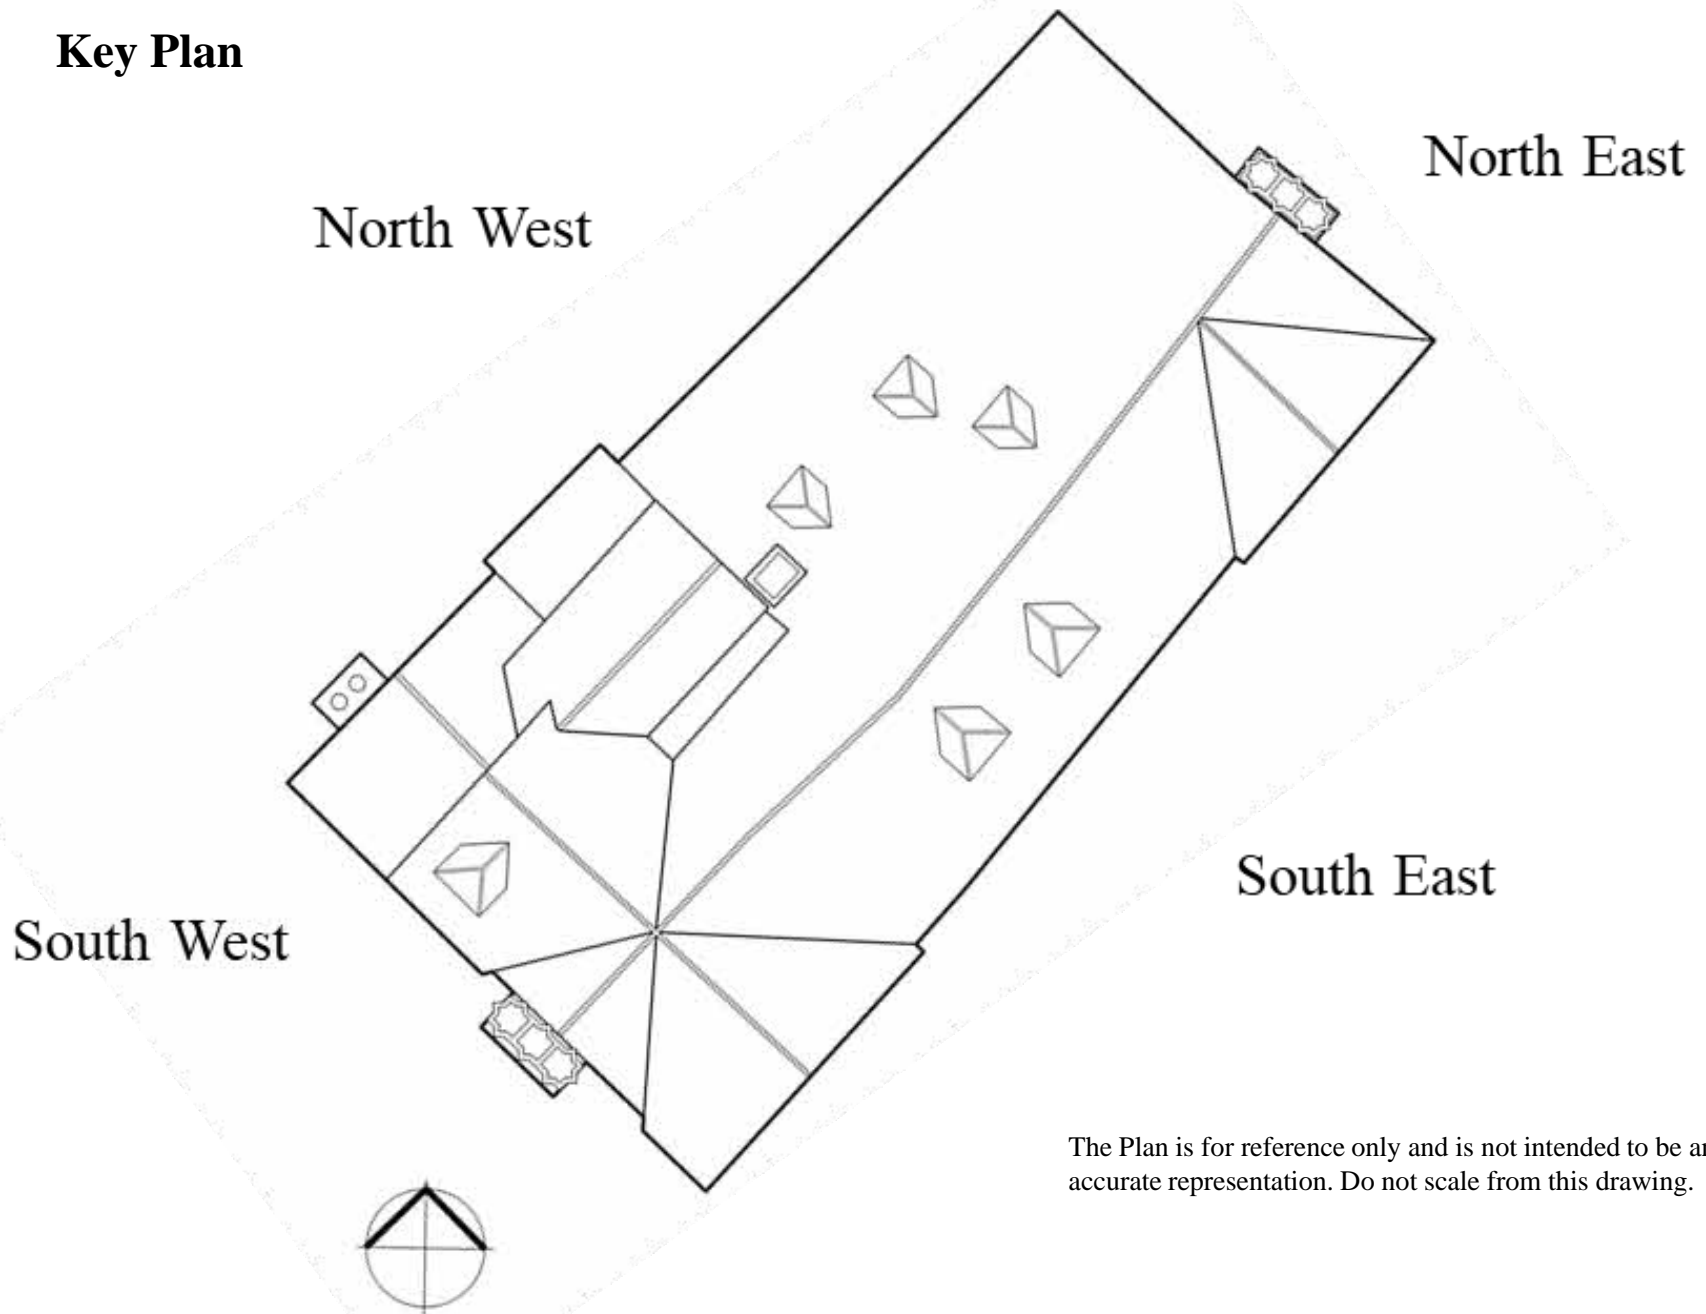 Key Plan
North East
North West
South East
South West
The Plan is for reference only and is not intended to be
accurate representation. Do not scale from this drawing.